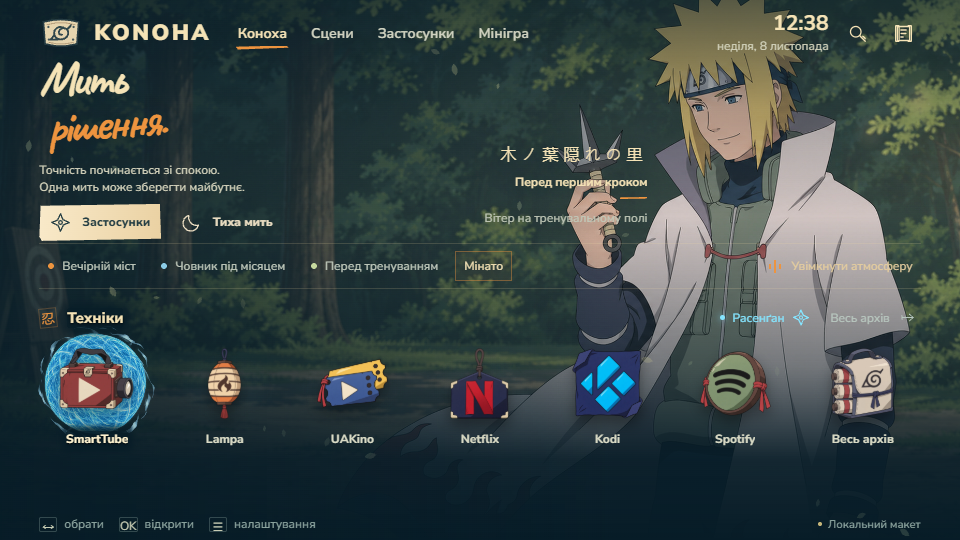 KONOHA
Коноха
Сцени
Застосунки
Мінігра
12:38
неділя, 8 листопада
Мить
рішення.
Точність починається зі спокою.
Одна мить може зберегти майбутнє.
木ノ葉隠れの里
Перед першим кроком
Вітер на тренувальному полі
Застосунки
Тиха мить
Вечірній міст
Човник під місяцем
Перед тренуванням
Мінато
Увімкнути атмосферу
忍 Техніки
Расенґан
Весь архів →
N
SmartTube
Lampa
UAKino
Netflix
Kodi
Spotify
Весь архів
↔ обрати
OK відкрити
☰ налаштування
Локальний макет